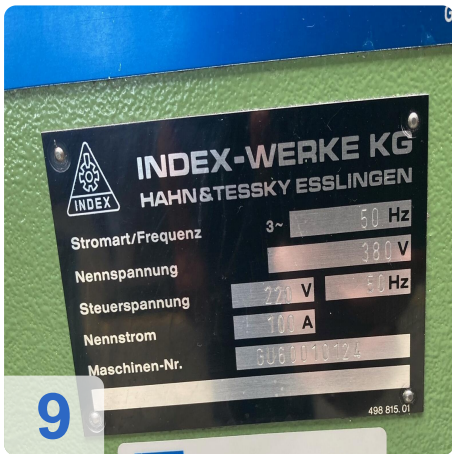 INDEX
INDEX-WERKE KG
HAHN&TESSKY ESSLINGEN
Stromart/Frequenz 3~ 50 Hz
Nennspannung 380 V
Steuerspannung 220 V 50 Hz
Nennstrom 100 A
Maschinen-Nr. GU60010124
498 815.01
9